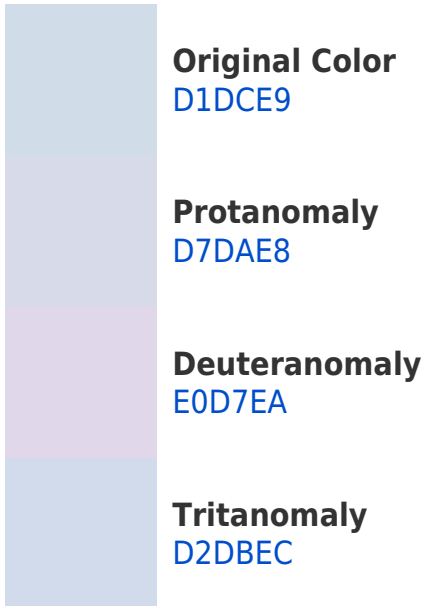 Original Color
D1DCE9
Protanomaly
D7DAE8
Deuteranomaly
E0D7EA
Tritanomaly
D2DBEC